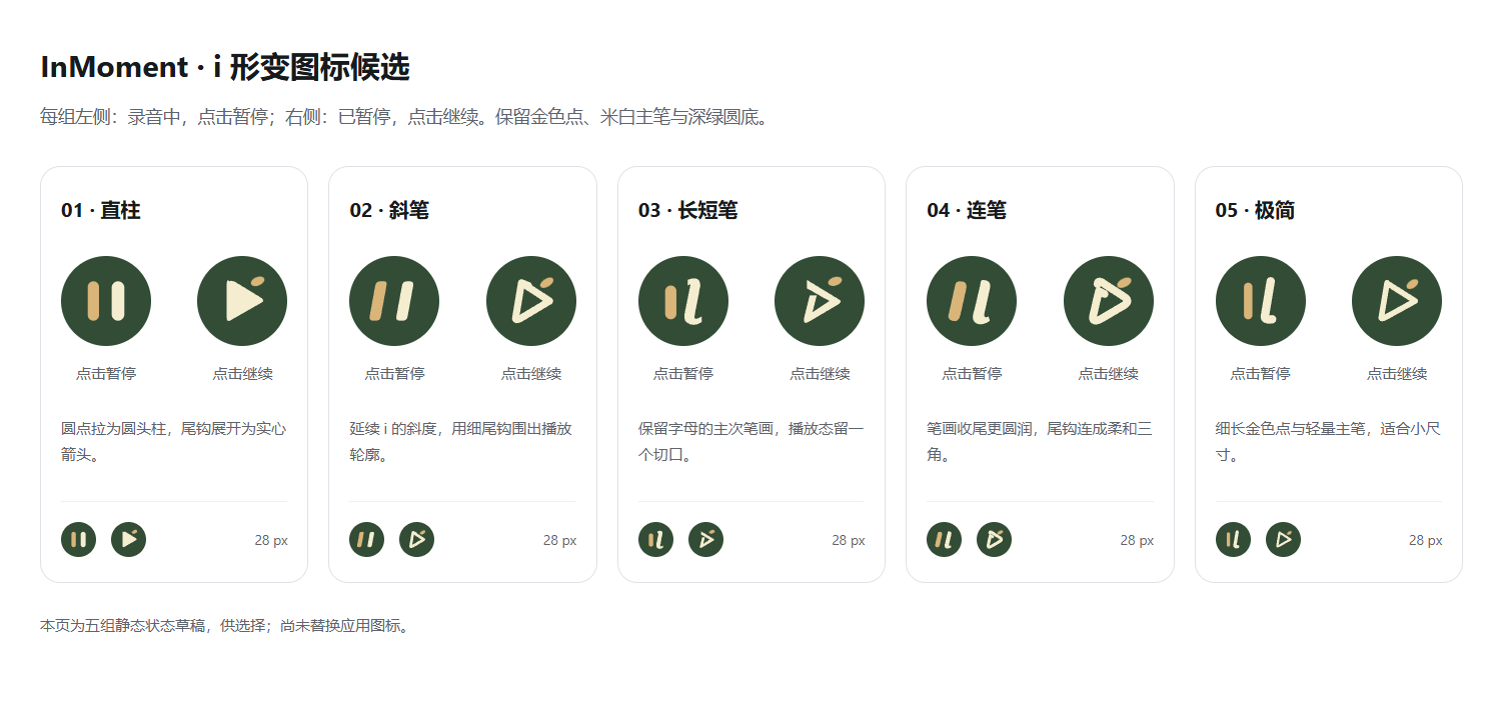 InMoment · i 形变图标候选
每组左侧：录音中，点击暂停；右侧：已暂停，点击继续。保留金色点、米白主笔与深绿圆底。
01 · 直柱
点击暂停
点击继续
圆点拉为圆头柱，尾钩展开为实心
箭头。
28 px
02 · 斜笔
点击暂停
点击继续
延续 i 的斜度，用细尾钩围出播放
轮廓。
28 px
03 · 长短笔
点击暂停
点击继续
保留字母的主次笔画，播放态留一
个切口。
28 px
04 · 连笔
点击暂停
点击继续
笔画收尾更圆润，尾钩连成柔和三
角。
28 px
05 · 极简
点击暂停
点击继续
细长金色点与轻量主笔，适合小尺
寸。
28 px
本页为五组静态状态草稿，供选择；尚未替换应用图标。